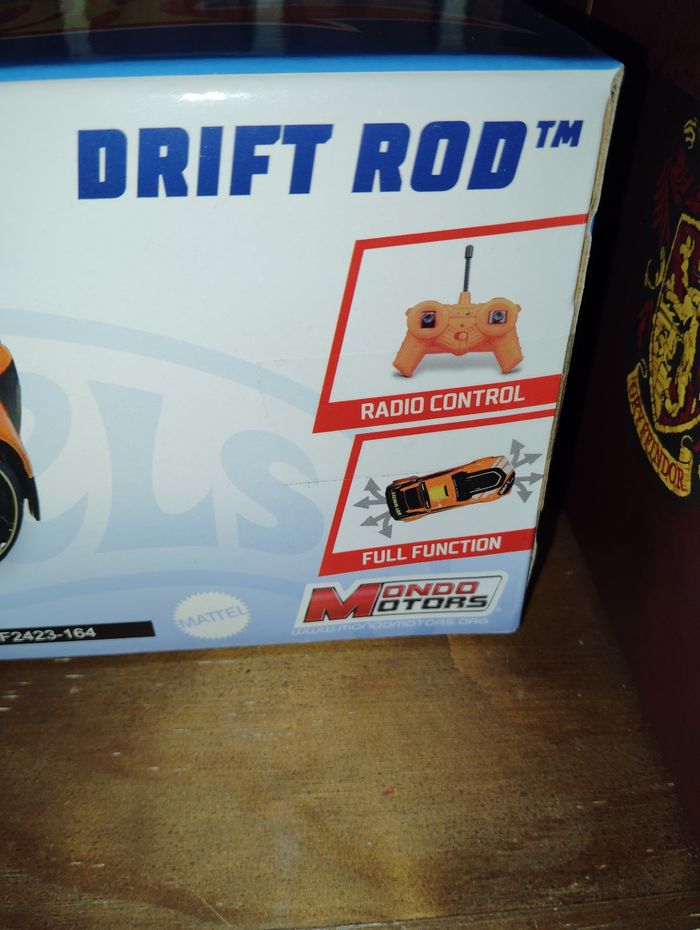 DRIFT ROD™
RADIO CONTROL
FULL FUNCTION
MONDO
MOTORS
WWW.MONDOMOTORS.ORG
MATTEL
F2423-164
GRYFFINDOR